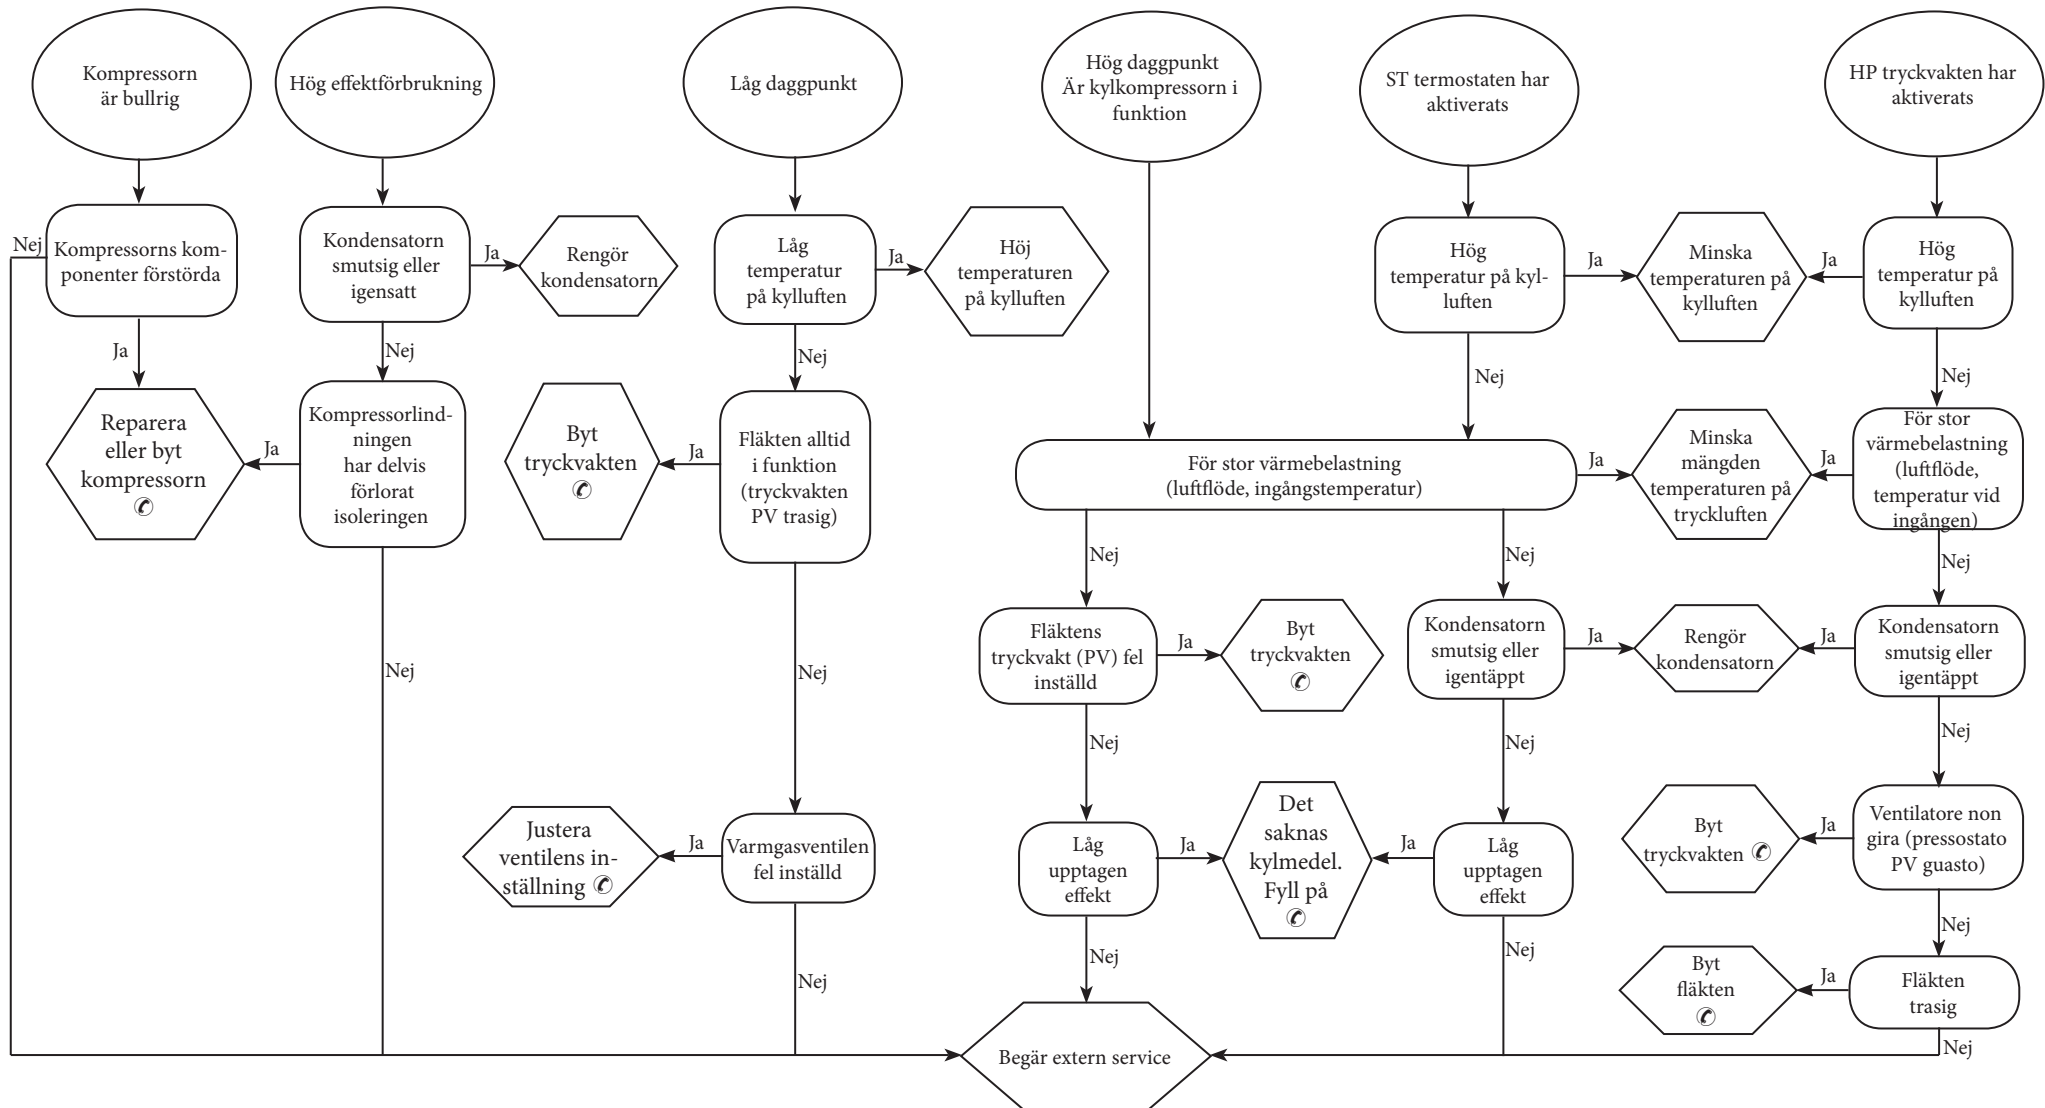 Kompressorn
är bullrig
Hög effektförbrukning
Låg daggpunkt
Hög daggpunkt
Är kylkompressorn i
funktion
ST termostaten har
aktiverats
HP tryckvakten har
aktiverats
Nej
Kompressorns kom-
ponenter förstörda
Kondensatorn
smutsig eller
igensatt
Ja
Rengör
kondensatorn
Låg
temperatur
på kylluften
Ja
Höj
temperaturen
på kylluften
Hög
temperatur på kyl-
luften
Ja
Minska
temperaturen på
kylluften
Ja
Hög
temperatur på
kylluften
Ja
Nej
Nej
Nej
Nej
Reparera
eller byt
kompressorn
✆
Ja
Kompressorlind-
ningen
har delvis
förlorat
isoleringen
Byt
tryckvakten
✆
Ja
Fläkten alltid
i funktion
(tryckvakten
PV trasig)
För stor värmebelastning
(luftflöde, ingångstemperatur)
Ja
Minska
mängden
temperaturen på
tryckluften
Ja
För stor
värmebelastning
(luftflöde,
temperatur vid
ingången)
Nej
Nej
Nej
Nej
Nej
Fläktens
tryckvakt (PV) fel
inställd
Ja
Byt
tryckvakten
✆
Kondensatorn
smutsig eller
igentäppt
Ja
Rengör
kondensatorn
Ja
Kondensatorn
smutsig eller
igentäppt
Nej
Nej
Nej
Justera
ventilens in-
ställning ✆
Ja
Varmgasventilen
fel inställd
Låg
upptagen
effekt
Ja
Det
saknas
kylmedel.
Fyll på
✆
Ja
Låg
upptagen
effekt
Byt
tryckvakten ✆
Ja
Ventilatore non
gira (pressostato
PV guasto)
Nej
Nej
Nej
Nej
Byt
fläkten
✆
Ja
Fläkten
trasig
Begär extern service
Nej